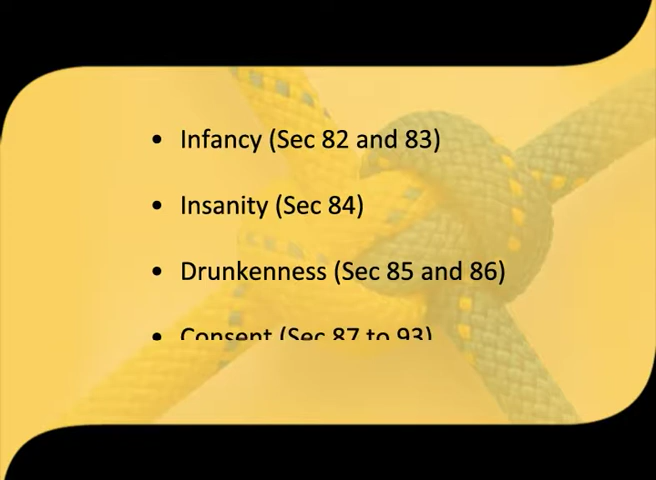 • Infancy (Sec 82 and 83)
• Insanity (Sec 84)
• Drunkenness (Sec 85 and 86)
• Consent (Sec 87 to 93)